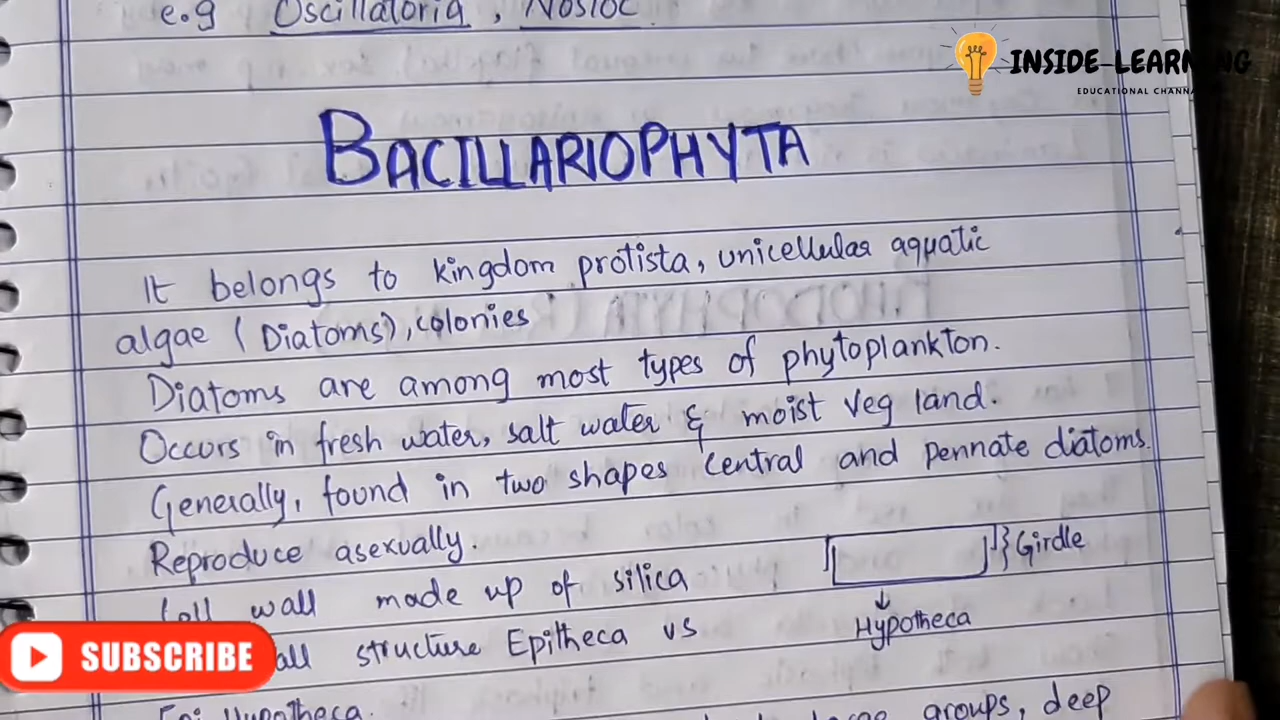 e.g Oscillatoria, Nostoc
INSIDE-LEARNING
EDUCATIONAL
BACILLARIOPHYTA
It belongs to kingdom protista, unicellular aquatic
algae (Diatoms), colonies
Diatoms are among most types of phytoplankton.
Occurs in fresh water, salt water & moist veg land.
Generally, found in two shapes central and pennate diatoms.
Reproduce asexually.
Girdle
Cell wall made up of silica
Hypotheca
structure Epitheca vs
SUBSCRIBE
Hypotheca.
groups, deep